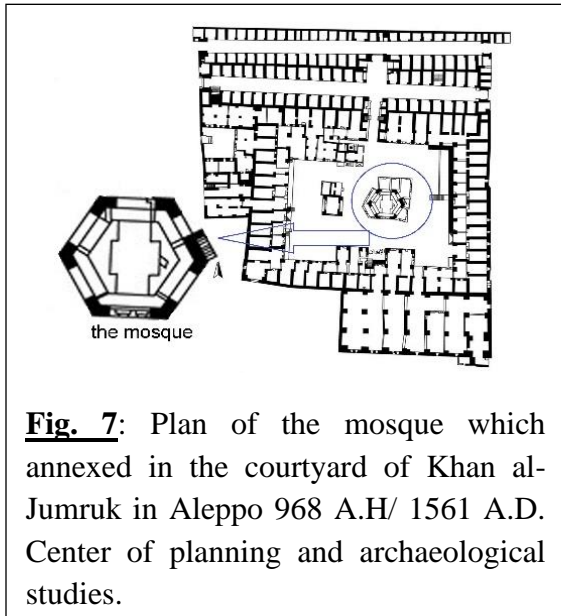 the mosque
Fig. 7: Plan of the mosque which
annexed in the courtyard of Khan al-
Jumruk in Aleppo 968 A.H/ 1561 A.D.
Center of planning and archaeological
studies.